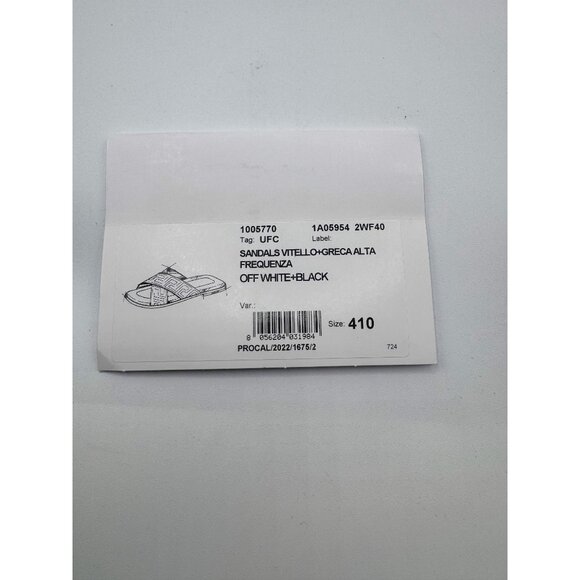 1005770 1A05954 2WF40
Tag: UFC Label:
SANDALS VITELLO+GRECA ALTA
FREQUENZA
OFF WHITE+BLACK
Var.:
Size: 410
8 056204 031984
PROCAL/2022/1675/2 724